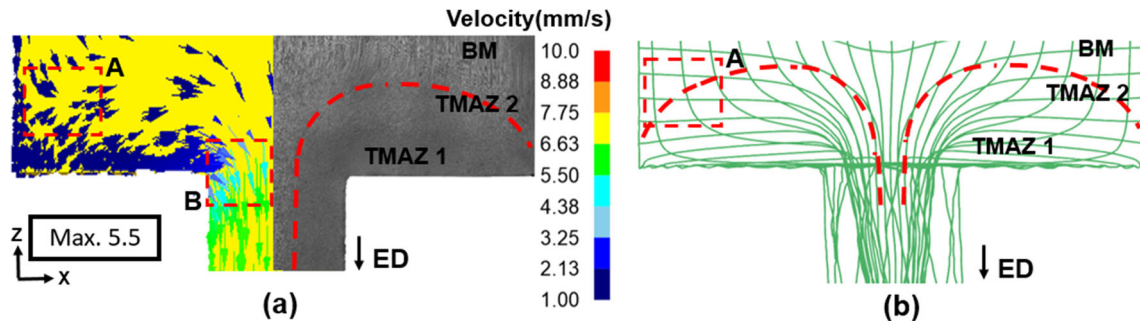 Velocity(mm/s)
A
BM
TMAZ 2
TMAZ 1
B
Max. 5.5
Z
X
ED
(a)
10.0
8.88
7.75
6.63
5.50
4.38
3.25
2.13
1.00
A
BM
TMAZ 2
TMAZ 1
ED
(b)